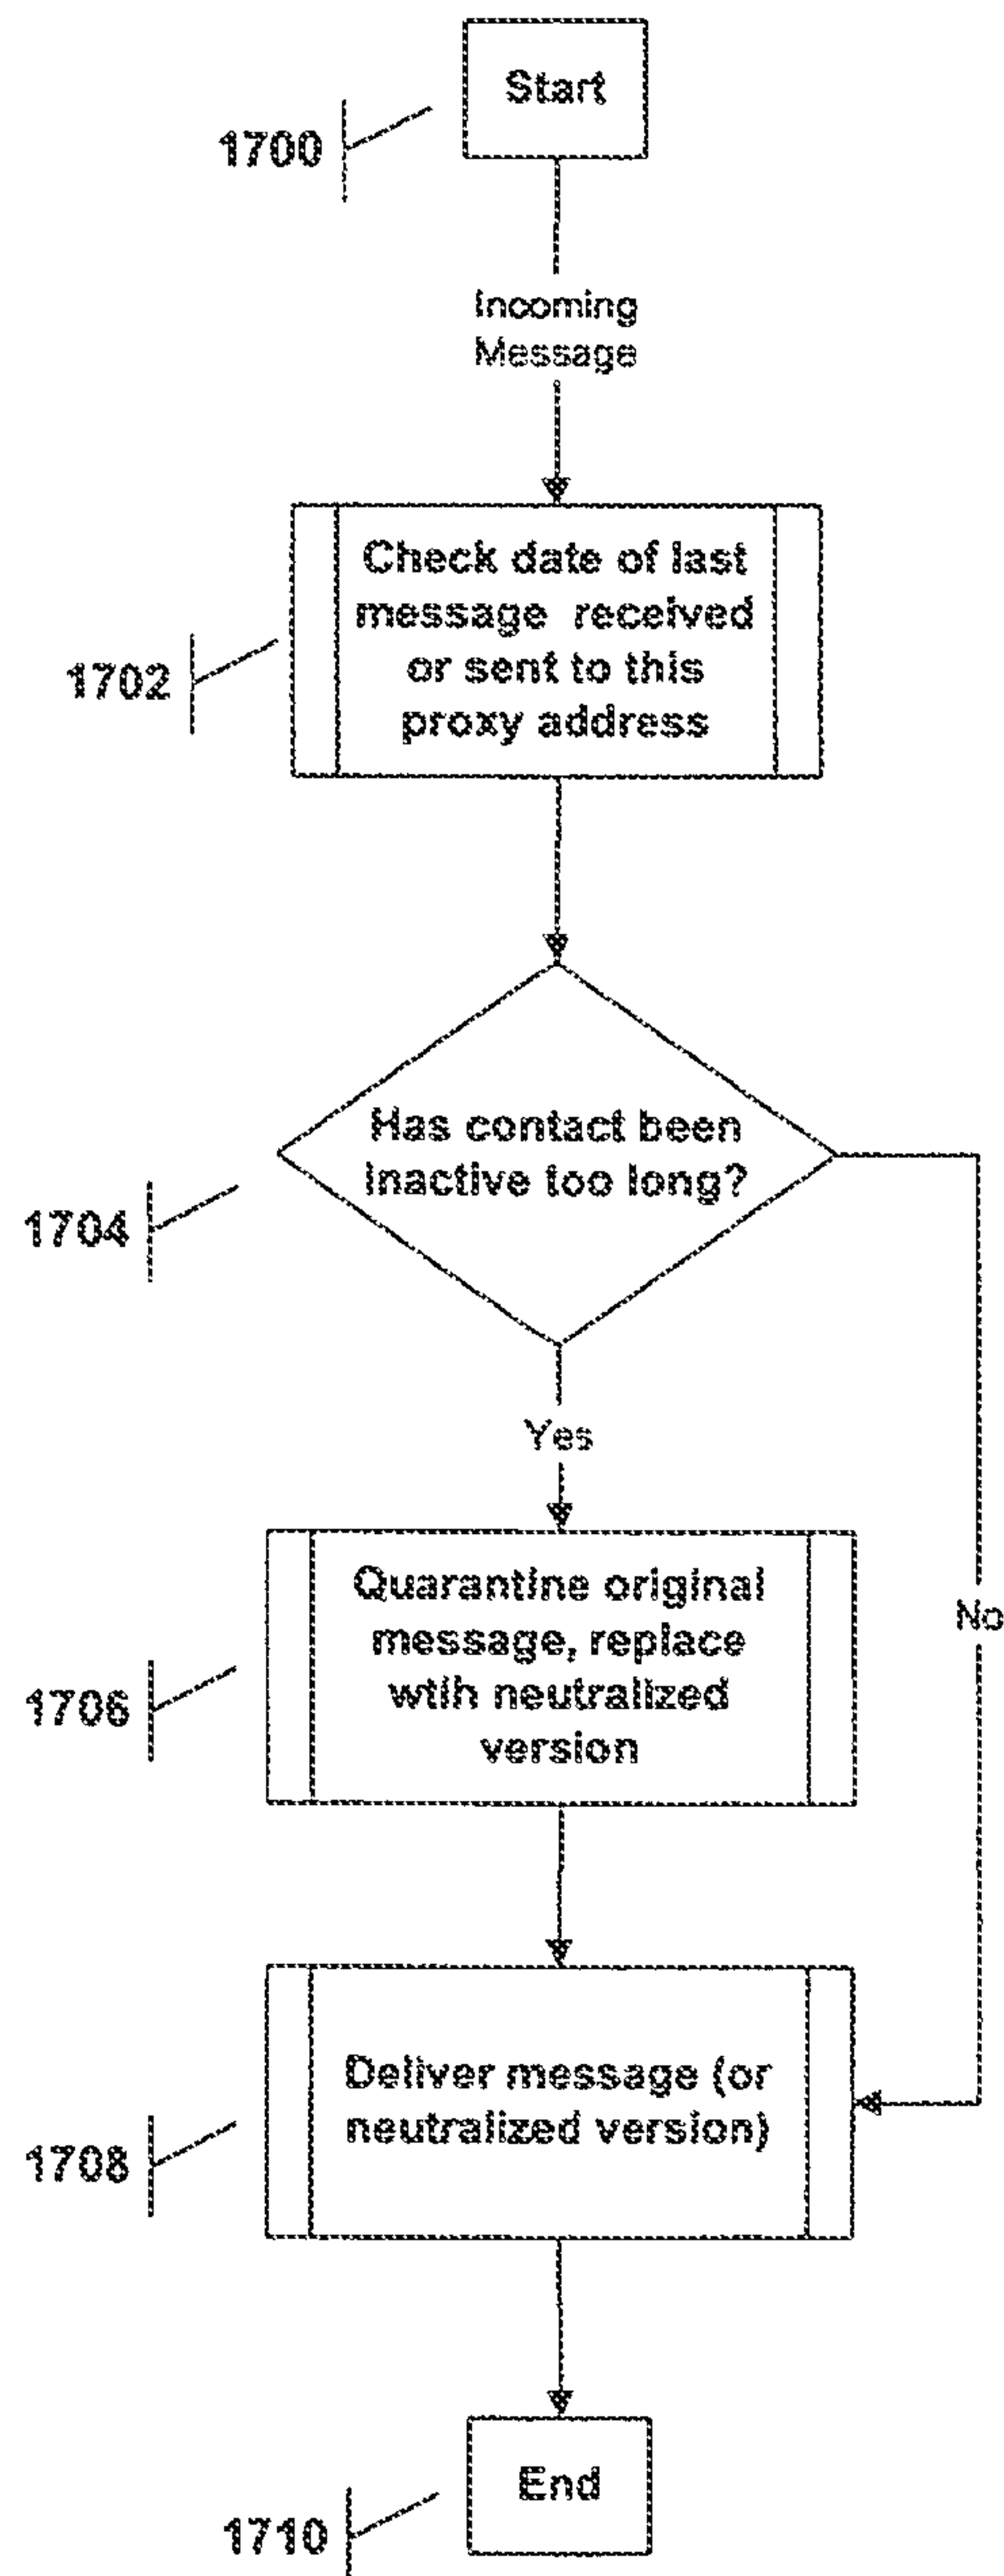 Start
1700
Incoming
Message
Check date of last
message received
or sent to this
proxy address
1702
Has contact been
inactive too long?
1704
Yes
Quarantine original
message, replace
wtih neutralized
version
No
1706
Deliver message (or
neutralized version)
1708
End
1710